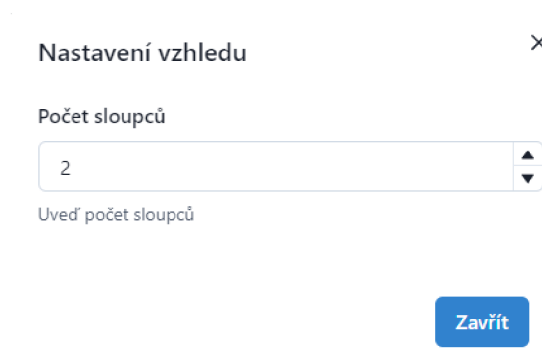 Nastavení vzhledu
Počet sloupců
2
Uveď počet sloupců
Zavřít